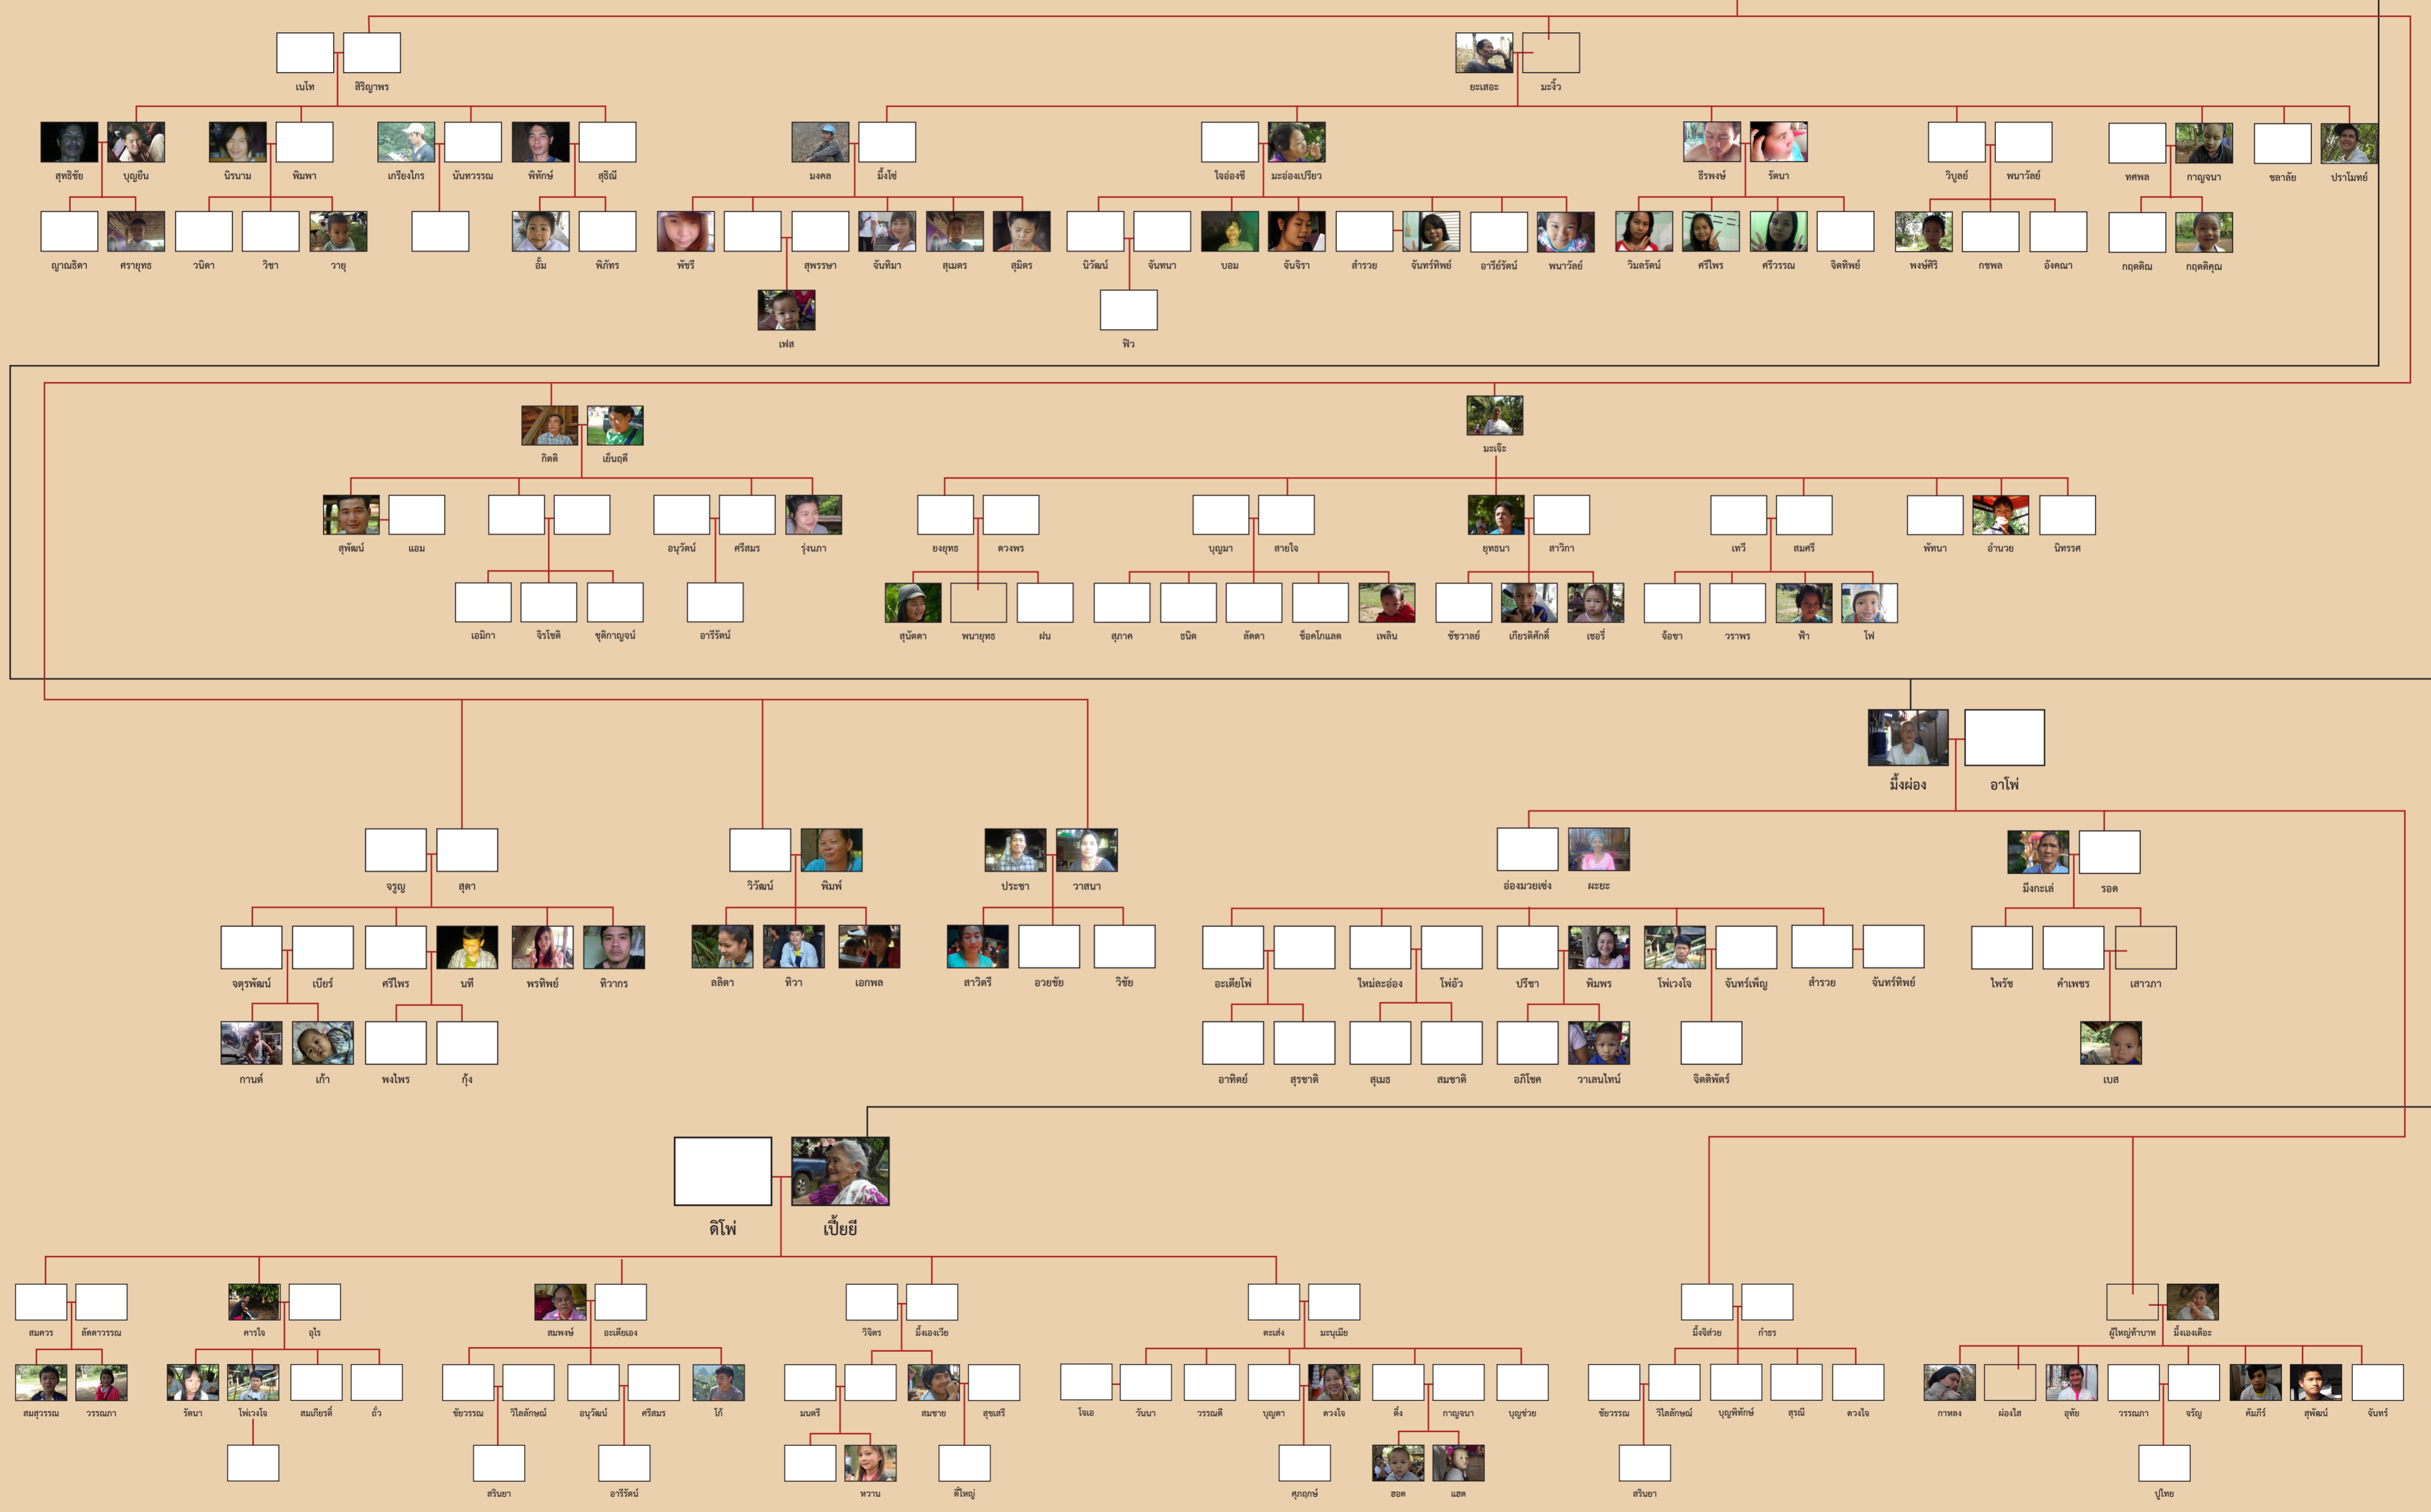 เนโท สิริญาพร ยะเสอะ มะงิ้ว
สุทธิชัย บุญยืน นิรนาม พิมพา เกรียงไกร นันทวรรณ พิทักษ์ สุธิณี มงคล มึ้งโซ่ ใจอ่องซี มะอ่องเปรียว ธีรพงษ์ รัตนา วิบูลย์ พนาวัลย์ ทศพล กาญจนา ชลาลัย ปราโมทย์
ญาณธิดา ศรายุทธ วนิดา วิชา วายุ อั้ม พิภัทร พัชรี สุพรรษา จันทิมา สุเมตร สุมิตร นิวัฒน์ จันทนา บอม จันจิรา สำรวย จันทร์ทิพย์ อารีย์รัตน์ พนาวัลย์ วิมลรัตน์ ศรีไพร ศรีวรรณ จิตทิพย์ พงษ์ศิริ กชพล อังคณา กฤตติณ กฤตติคุณ
เฟส ฟิว
กิตติ เย็นฤดี มะเจ๊ะ
สุพัฒน์ แอม อนุวัตน์ ศรีสมร รุ่งนภา ยงยุทธ ดวงพร บุญมา สายใจ ยุทธนา สาวิกา เทวี สมศรี พัทนา อำนวย นิทรรศ
เอมิกา จิรโชติ ชุติกาญจน์ อารีรัตน์ สุนัดดา พนายุทธ ฝน สุภาค ธนิต ลัดดา ช็อคโกแลต เพลิน ชัชวาลย์ เกียรติศักดิ์ เชอรี่ จ้อขา วราพร ฟ้า โฟ
มึ้งผ่อง อาโพ่
จรูญ สุดา วิวัฒน์ พิมพ์ ประชา วาสนา อ่องมวยเซ่ง ผะยะ มึงกะเล่ รอด
จตุรพัฒน์ เบียร์ ศรีไพร นที พรทิพย์ ทิวากร ลลิตา ทิวา เอกพล สาวิตรี อวยชัย วิชัย อะเดียโพ่ ใหม่ละอ่อง โพ่อัว ปรีชา พิมพร โพ่เวงโจ จันทร์เพ็ญ สำรวย จันทร์ทิพย์ ไพรัช คำเพชร เสาวภา
กานต์ เก้า พงไพร กุ้ง อาทิตย์ สุรชาติ สุเมธ สมชาติ อภิโชค วาเลนไทน์ จิตติพัตร์ เบส
ดิโพ่ เปี้ยยี
สมควร ลัดดาวรรณ คารใจ อุไร สมพงษ์ อะเดียเอง วิจิตร มึ้งเองเวีย ตะเส่ง มะนุเมีย มึ้งจิส่วย กำธร ผู้ใหญ่ท้าบาท มึ้งเองเตือะ
สมสุวรรณ วรรณภา รัตนา โพ่เวงโจ สมเกียรติ์ ถั่ว ชัยวรรณ วิไลลักษณ์ อนุวัฒน์ ศรีสมร โก้ มนตรี สมชาย สุขเสรี โจเอ วันนา วรรณดี บุญตา ดวงใจ ติ่ง กาญจนา บุญช่วย ชัยวรรณ วิไลลักษณ์ บุญพิทักษ์ สุรณี ดวงใจ กาหลง ผ่องใส อุทัย วรรณภา จรัญ คัมภีร์ สุพัฒน์ จันทร์
สรินยา อารีรัตน์ หวาน ตี๋ใหญ่ ศุภฤกษ์ ฮอต แฮต สรินยา ปูไทย